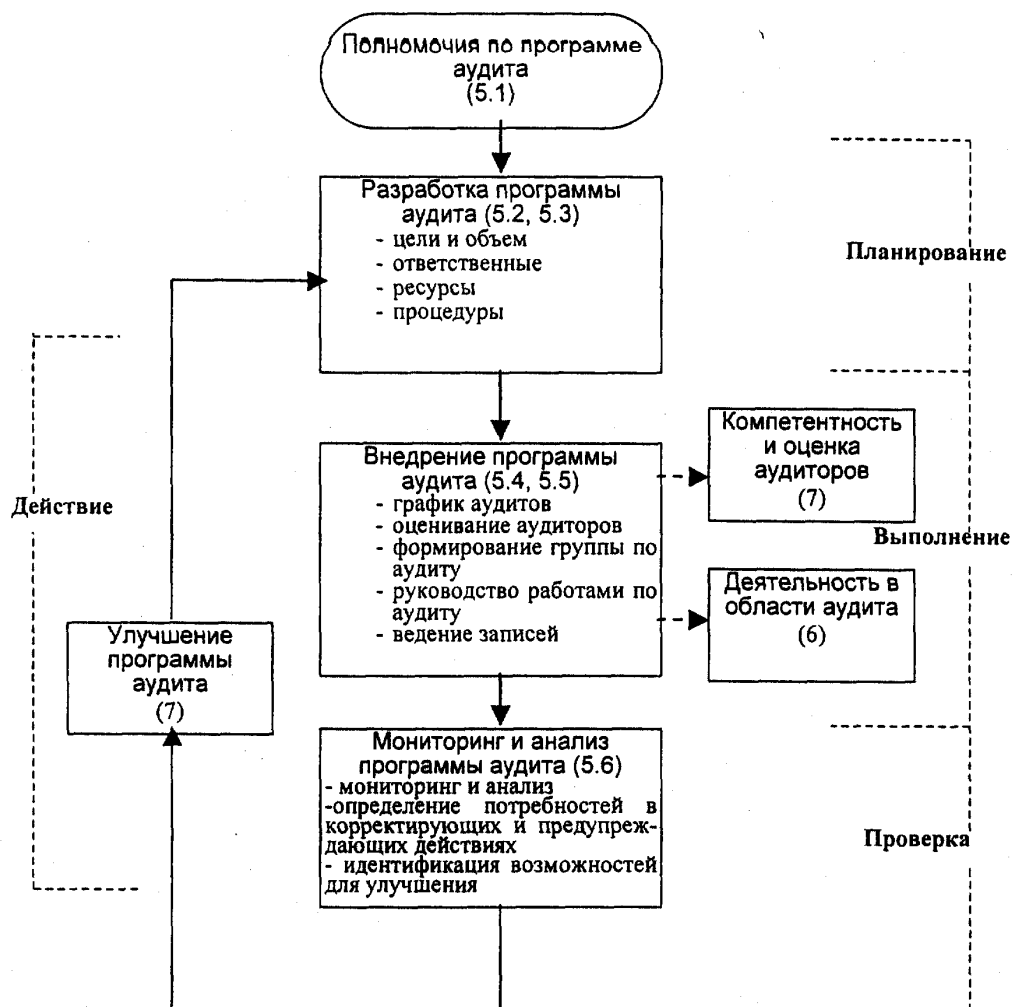 Полномочия по программе
аудита
(5.1)
Разработка программы
аудита (5.2, 5.3)
- цели и объем
- ответственные
- ресурсы
- процедуры
Планирование
Внедрение программы
аудита (5.4, 5.5)
- график аудитов
- оценивание аудиторов
- формирование группы по
аудиту
- руководство работами по
аудиту
- ведение записей
Компетентность
и оценка
аудиторов
(7)
Действие
Выполнение
Деятельность в
области аудита
(6)
Улучшение
программы
аудита
(7)
Мониторинг и анализ
программы аудита (5.6)
- мониторинг и анализ
-определение потребностей в
корректирующих и предупреж-
дающих действиях
- идентификация возможностей
для улучшения
Проверка